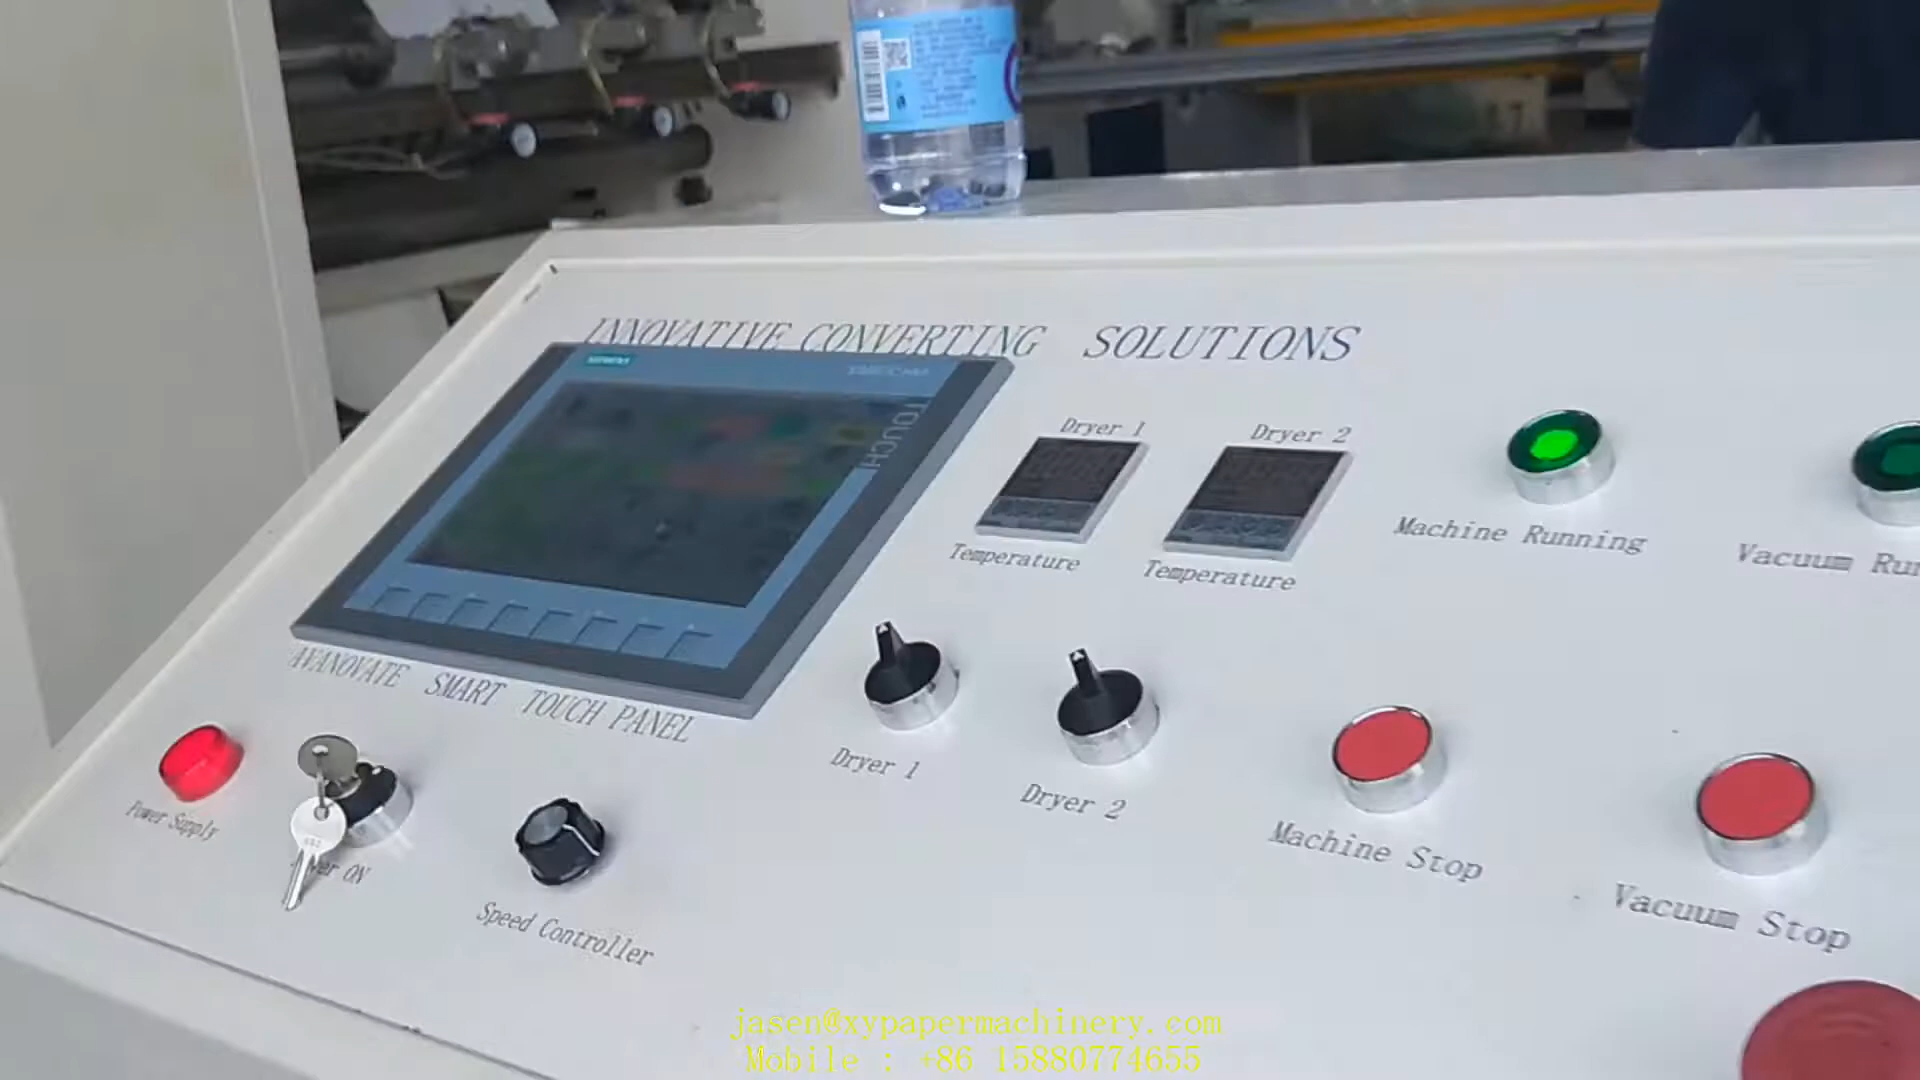 INNOVATIVE CONVERTING SOLUTIONS
SIEMENS
TOUCH
Dryer 1
Dryer 2
Temperature
Temperature
Machine Running
Vacuum Run
AVANOVATE SMART TOUCH PANEL
Power Supply
ON
Speed Controller
Dryer 1
Dryer 2
Machine Stop
Vacuum Stop
jasen@xypapermachinery.com
Mobile : +86 15880774655